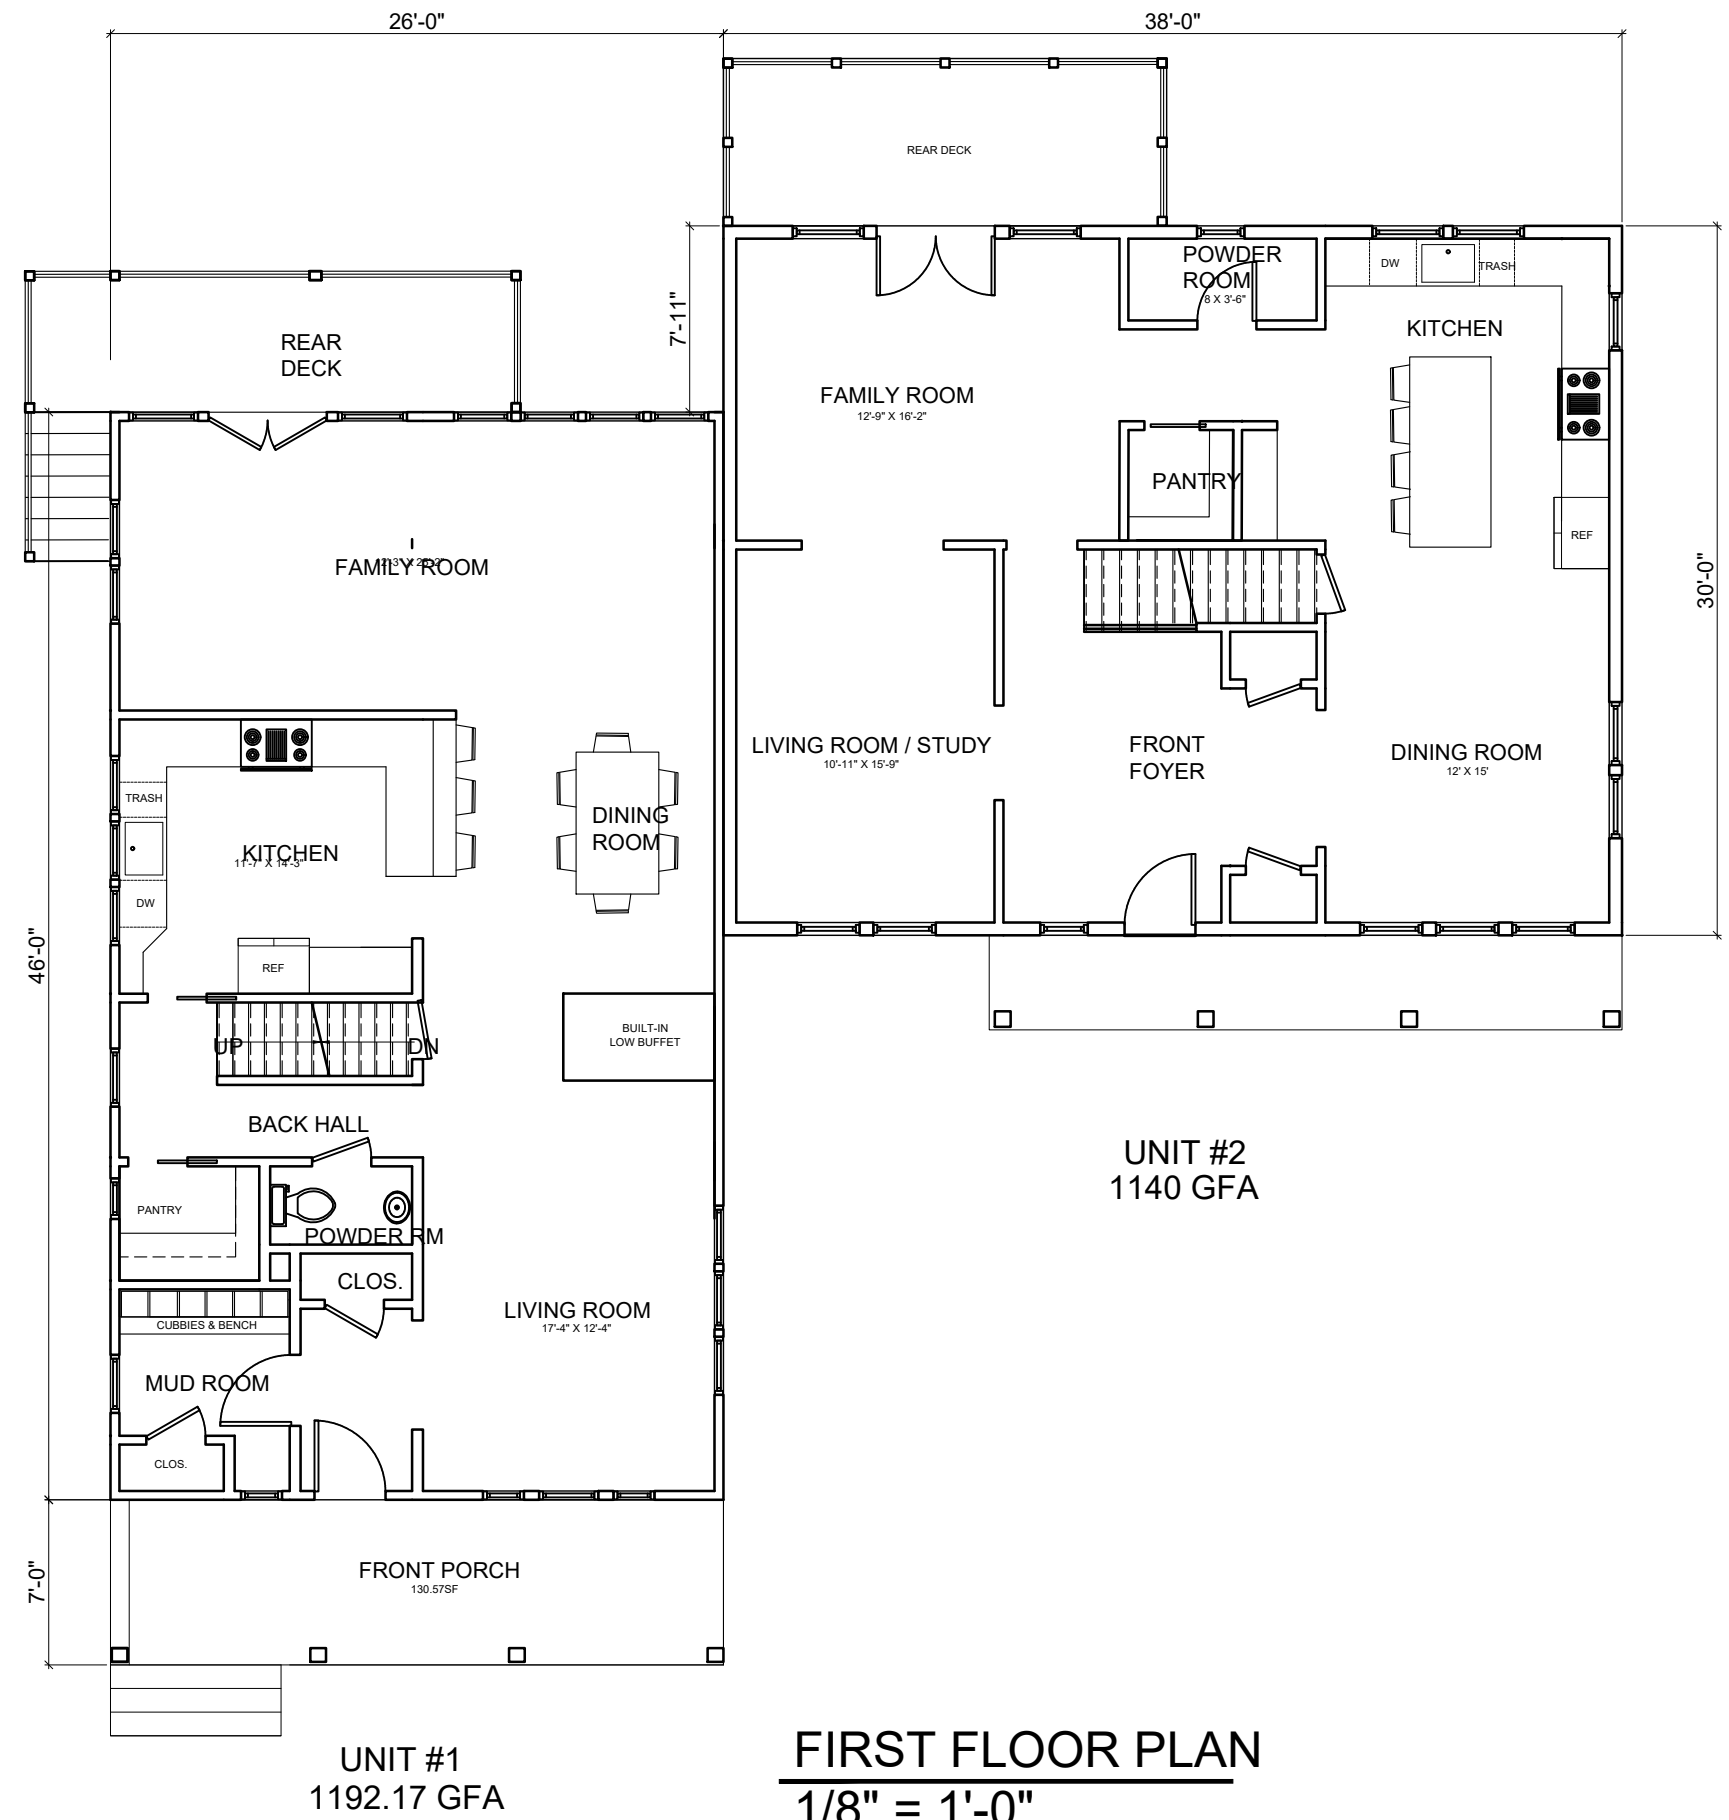 26'-0"
38'-0"
REAR DECK
7'-11"
POWDER
ROOM
8 X 3'-6"
DW
TRASH
KITCHEN
REAR
DECK
FAMILY ROOM
12'-9" X 16'-2"
PANTRY
REF
30'-0"
FAMILY ROOM
LIVING ROOM / STUDY
10'-11" X 15'-9"
FRONT
FOYER
DINING ROOM
12' X 15'
TRASH
DINING
ROOM
KITCHEN
11'-7" X 14'-3"
DW
46'-0"
REF
BUILT-IN
LOW BUFFET
UP
DN
BACK HALL
UNIT #2
1140 GFA
PANTRY
POWDER RM
CLOS.
LIVING ROOM
17'-4" X 12'-4"
CUBBIES & BENCH
MUD ROOM
CLOS.
FRONT PORCH
130.57SF
7'-0"
UNIT #1
1192.17 GFA
FIRST FLOOR PLAN
1/8" = 1'-0"